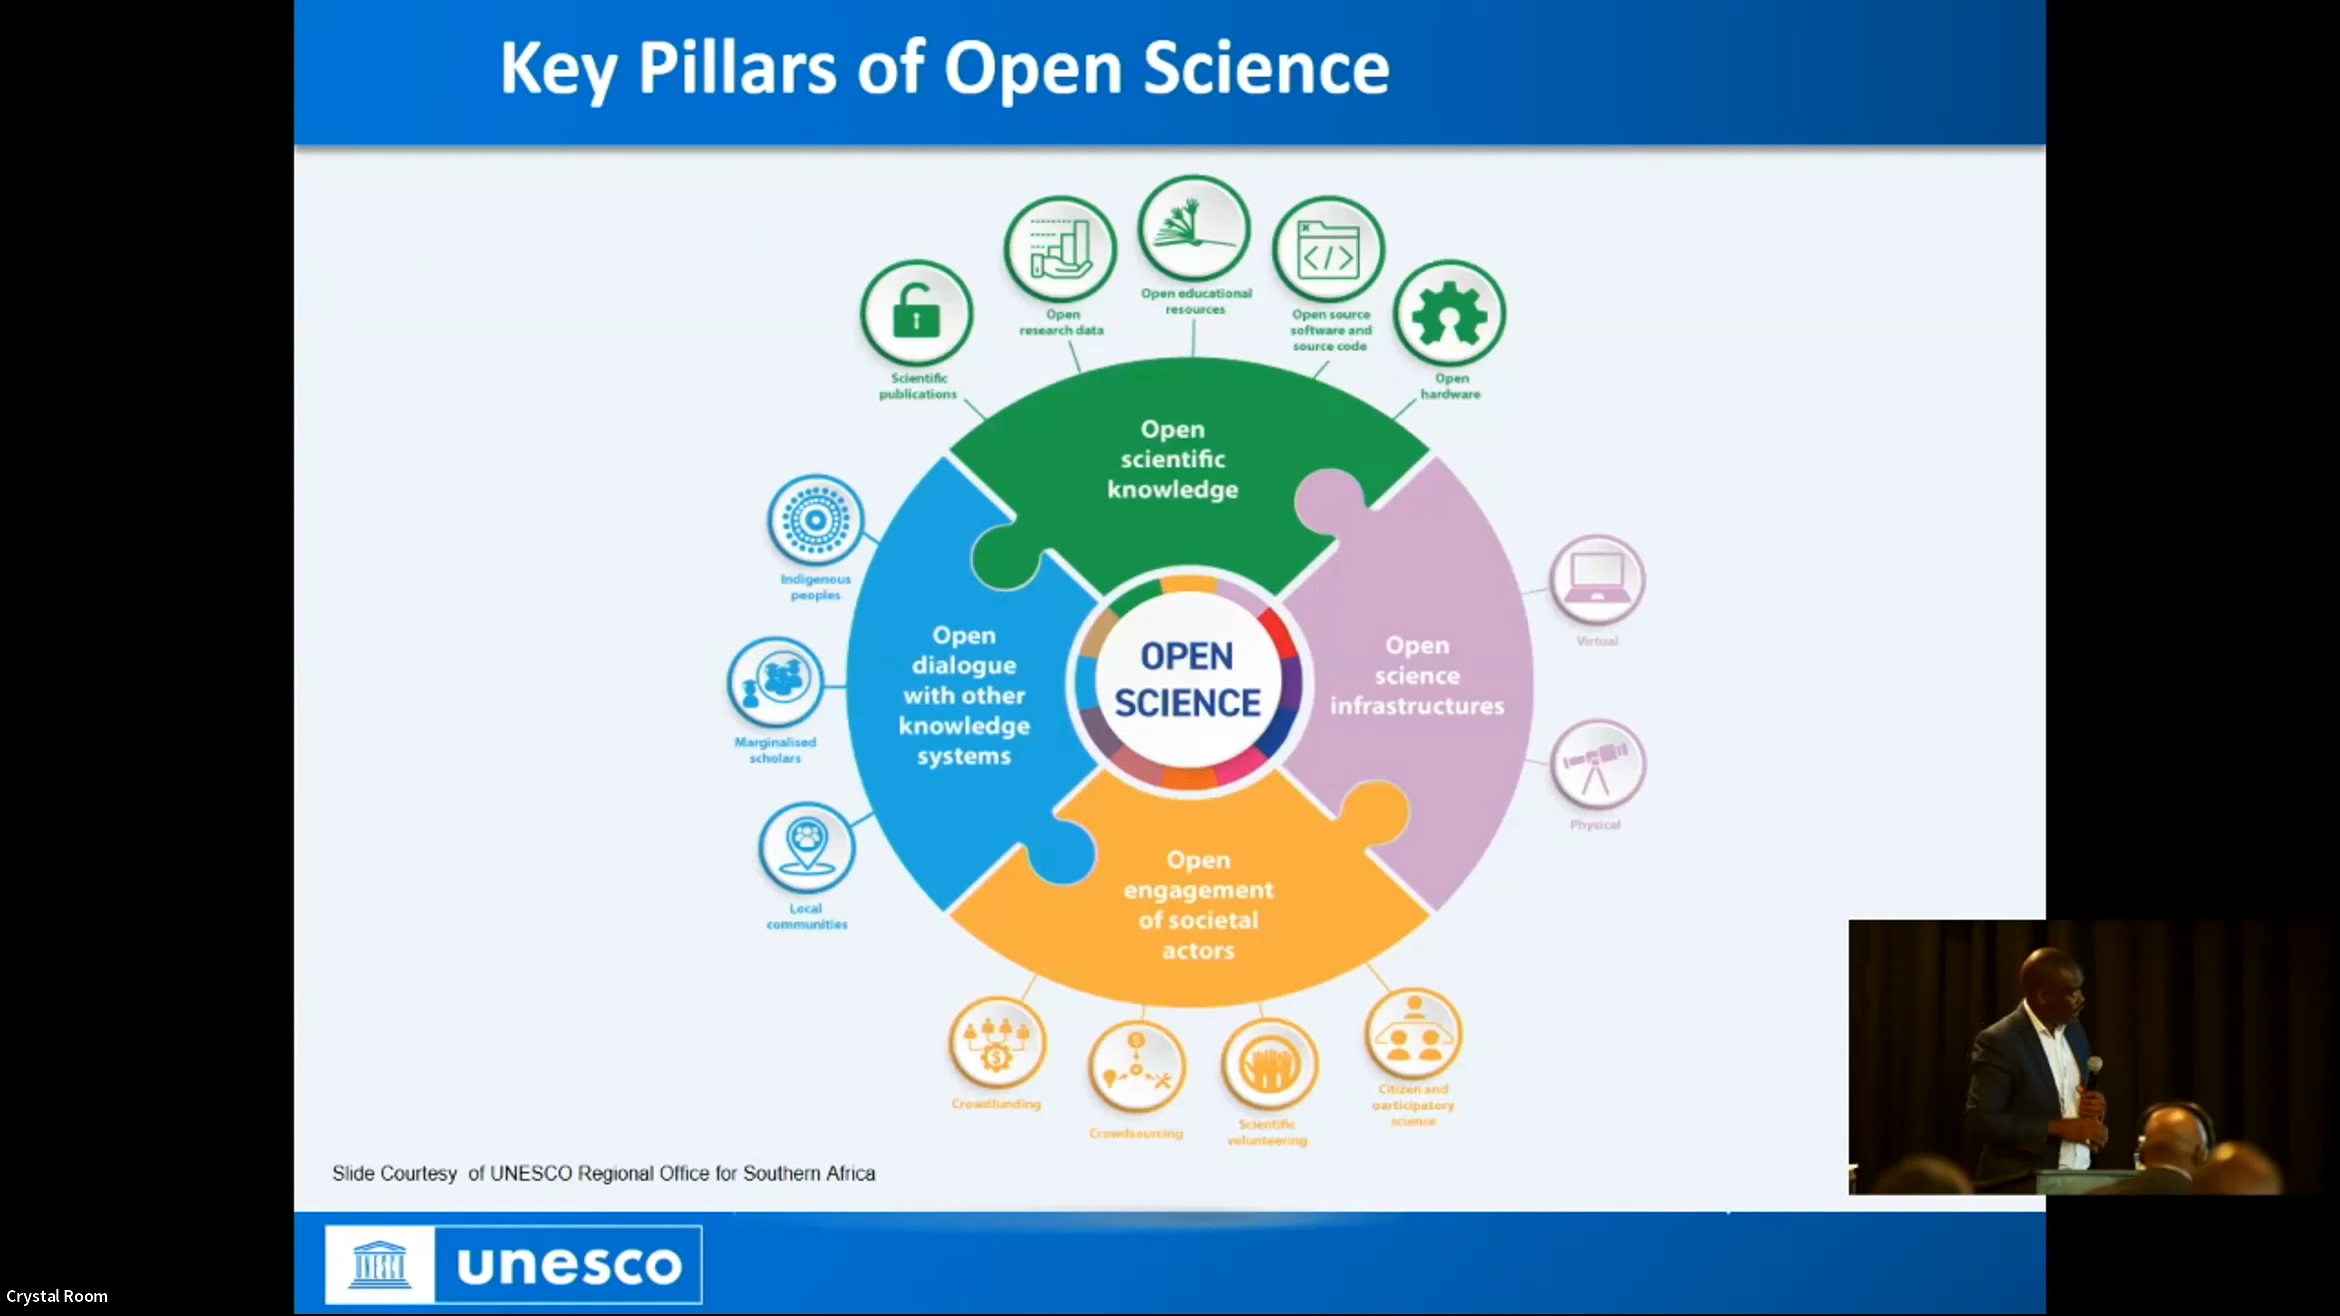 Key Pillars of Open Science
Scientific
publications
Open
research data
Open educational
resources
Open source
software and
source code
Open
hardware
Open
scientific
knowledge
Indigenous
peoples
Marginalised
scholars
Local
communities
Open
dialogue
with other
knowledge
systems
OPEN
SCIENCE
Open
science
infrastructures
Virtual
Physical
Open
engagement
of societal
actors
Crowdfunding
Crowdsourcing
Scientific
volunteering
Citizen and
participatory
science
Slide Courtesy of UNESCO Regional Office for Southern Africa
UNESCO
unesco
Crystal Room